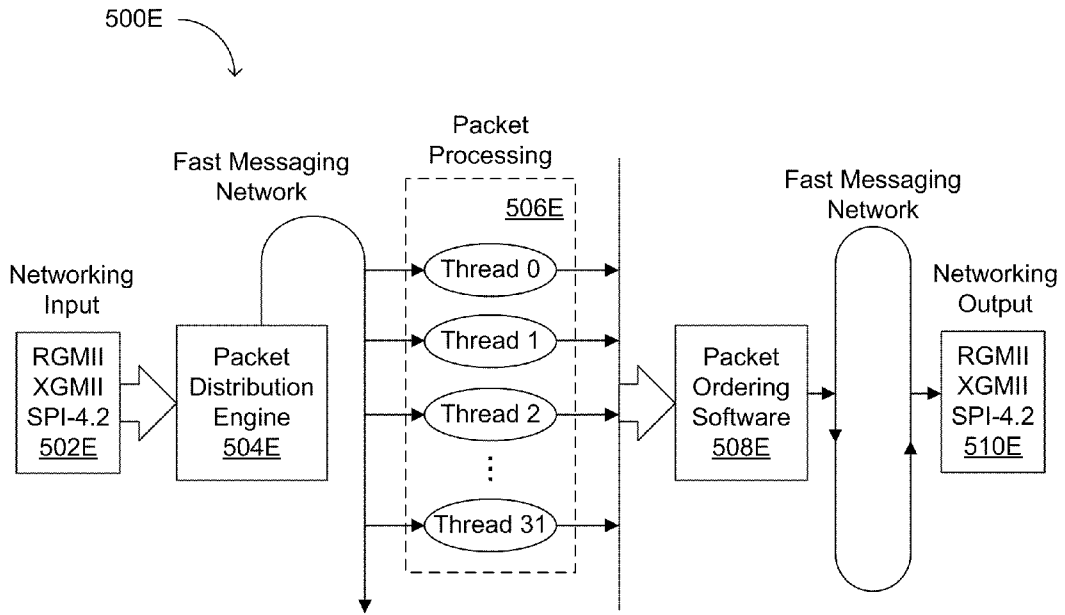 500E
Fast Messaging
Network
Packet
Processing
506E
Thread 0
Thread 1
Thread 2
Thread 31
Networking
Input
RGMII
XGMII
SPI-4.2
502E
Packet
Distribution
Engine
504E
Packet
Ordering
Software
508E
Fast Messaging
Network
Networking
Output
RGMII
XGMII
SPI-4.2
510E